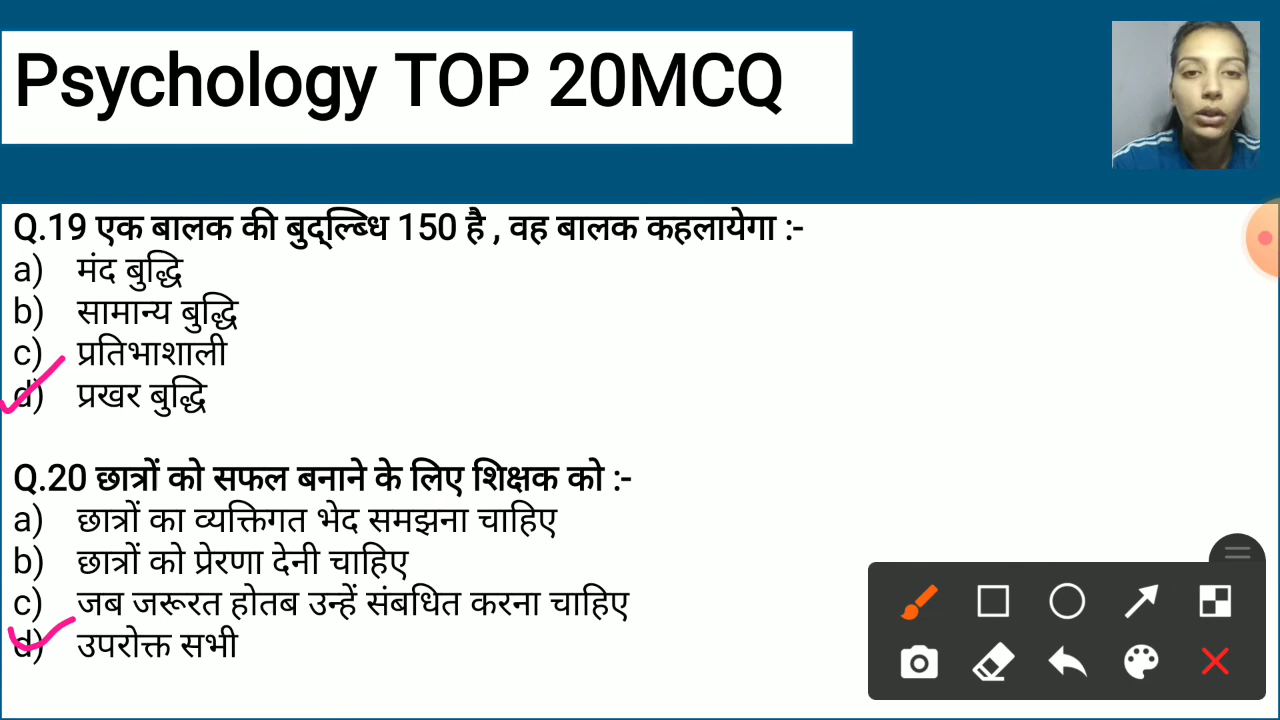 Psychology TOP 20MCQ
Q.19 एक बालक की बुद्ल्ब्धि 150 है , वह बालक कहलायेगा :-
a) मंद बुद्धि
b) सामान्य बुद्धि
c) प्रतिभाशाली
d) प्रखर बुद्धि
Q.20 छात्रों को सफल बनाने के लिए शिक्षक को :-
a) छात्रों का व्यक्तिगत भेद समझना चाहिए
b) छात्रों को प्रेरणा देनी चाहिए
c) जब जरूरत होतब उन्हें संबधित करना चाहिए
d) उपरोक्त सभी